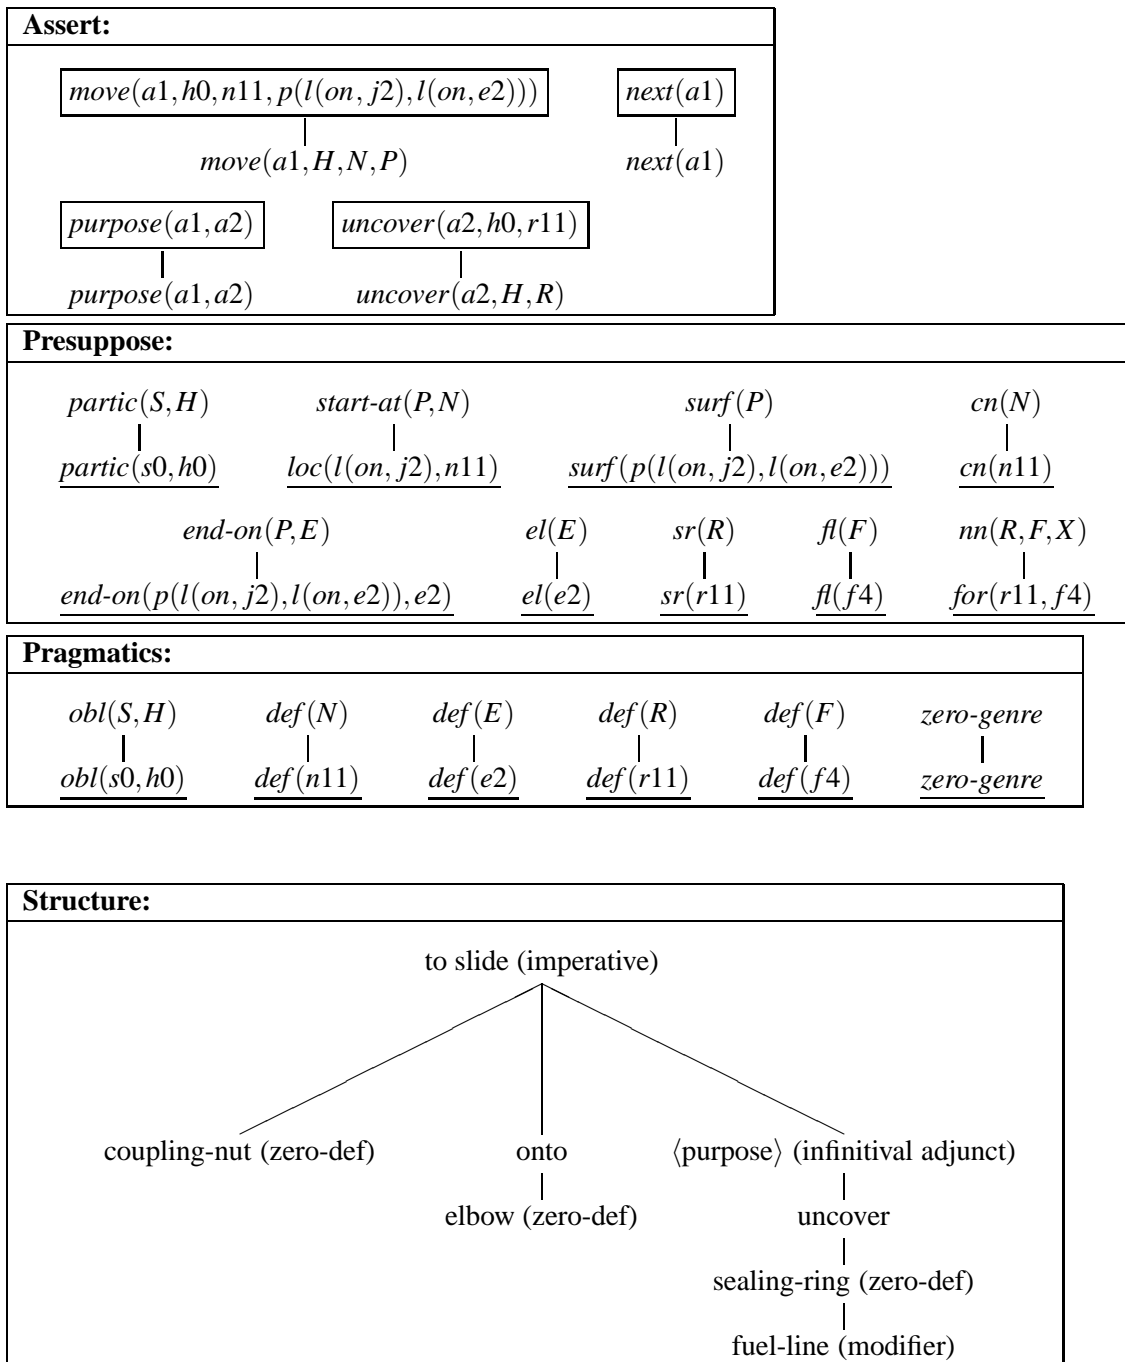 Assert:
move(a1,h0,n11,p(l(on,j2),l(on,e2))) next(a1)
move(a1,H,N,P) next(a1)
purpose(a1,a2) uncover(a2,h0,r11)
purpose(a1,a2) uncover(a2,H,R)
Presuppose:
partic(S,H) start-at(P,N) surf(P) cn(N)
partic(s0,h0) loc(l(on,j2),n11) surf(p(l(on,j2),l(on,e2))) cn(n11)
end-on(P,E) el(E) sr(R) fl(F) nn(R,F,X)
end-on(p(l(on,j2),l(on,e2)),e2) el(e2) sr(r11) fl(f4) for(r11,f4)
Pragmatics:
obl(S,H) def(N) def(E) def(R) def(F) zero-genre
obl(s0,h0) def(n11) def(e2) def(r11) def(f4) zero-genre
Structure:
to slide (imperative)
coupling-nut (zero-def) onto ⟨purpose⟩ (infinitival adjunct)
elbow (zero-def) uncover
sealing-ring (zero-def)
fuel-line (modifier)